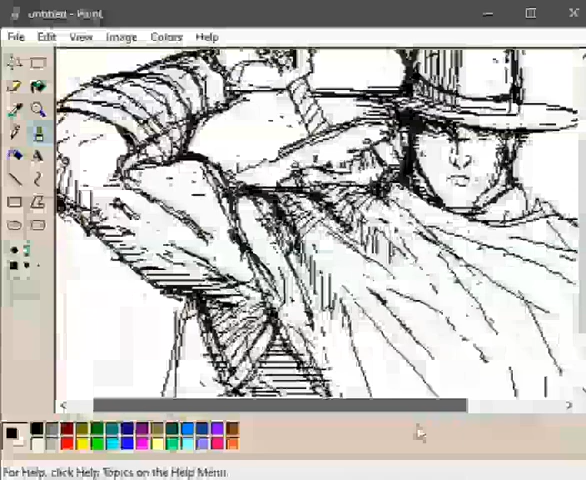 untitled - Paint
File Edit View Image Colors Help
A
For Help, click Help Topics on the Help Menu.